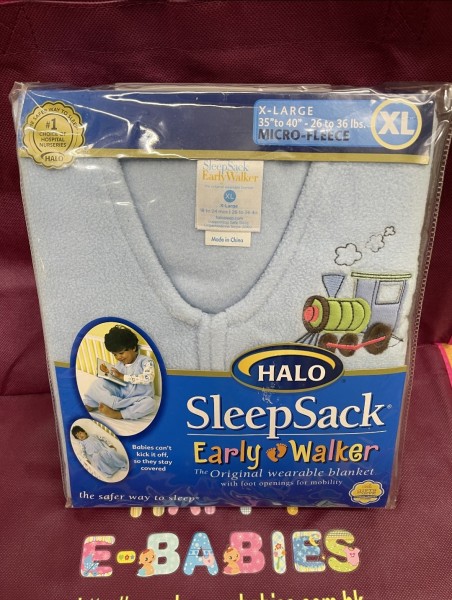 #1
CHOICE OF
HOSPITAL
NURSERIES
HALO
X-LARGE
35" to 40" - 26 to 36 lbs.
MICRO-FLEECE
XL
SleepSack
EarlyWalker
XL
X-Large
Made in China
HALO
SleepSack®
Early Walker
The Original wearable blanket
with foot openings for mobility
Babies can't
kick it off,
so they stay
covered
the safer way to sleep®
E-BABIES